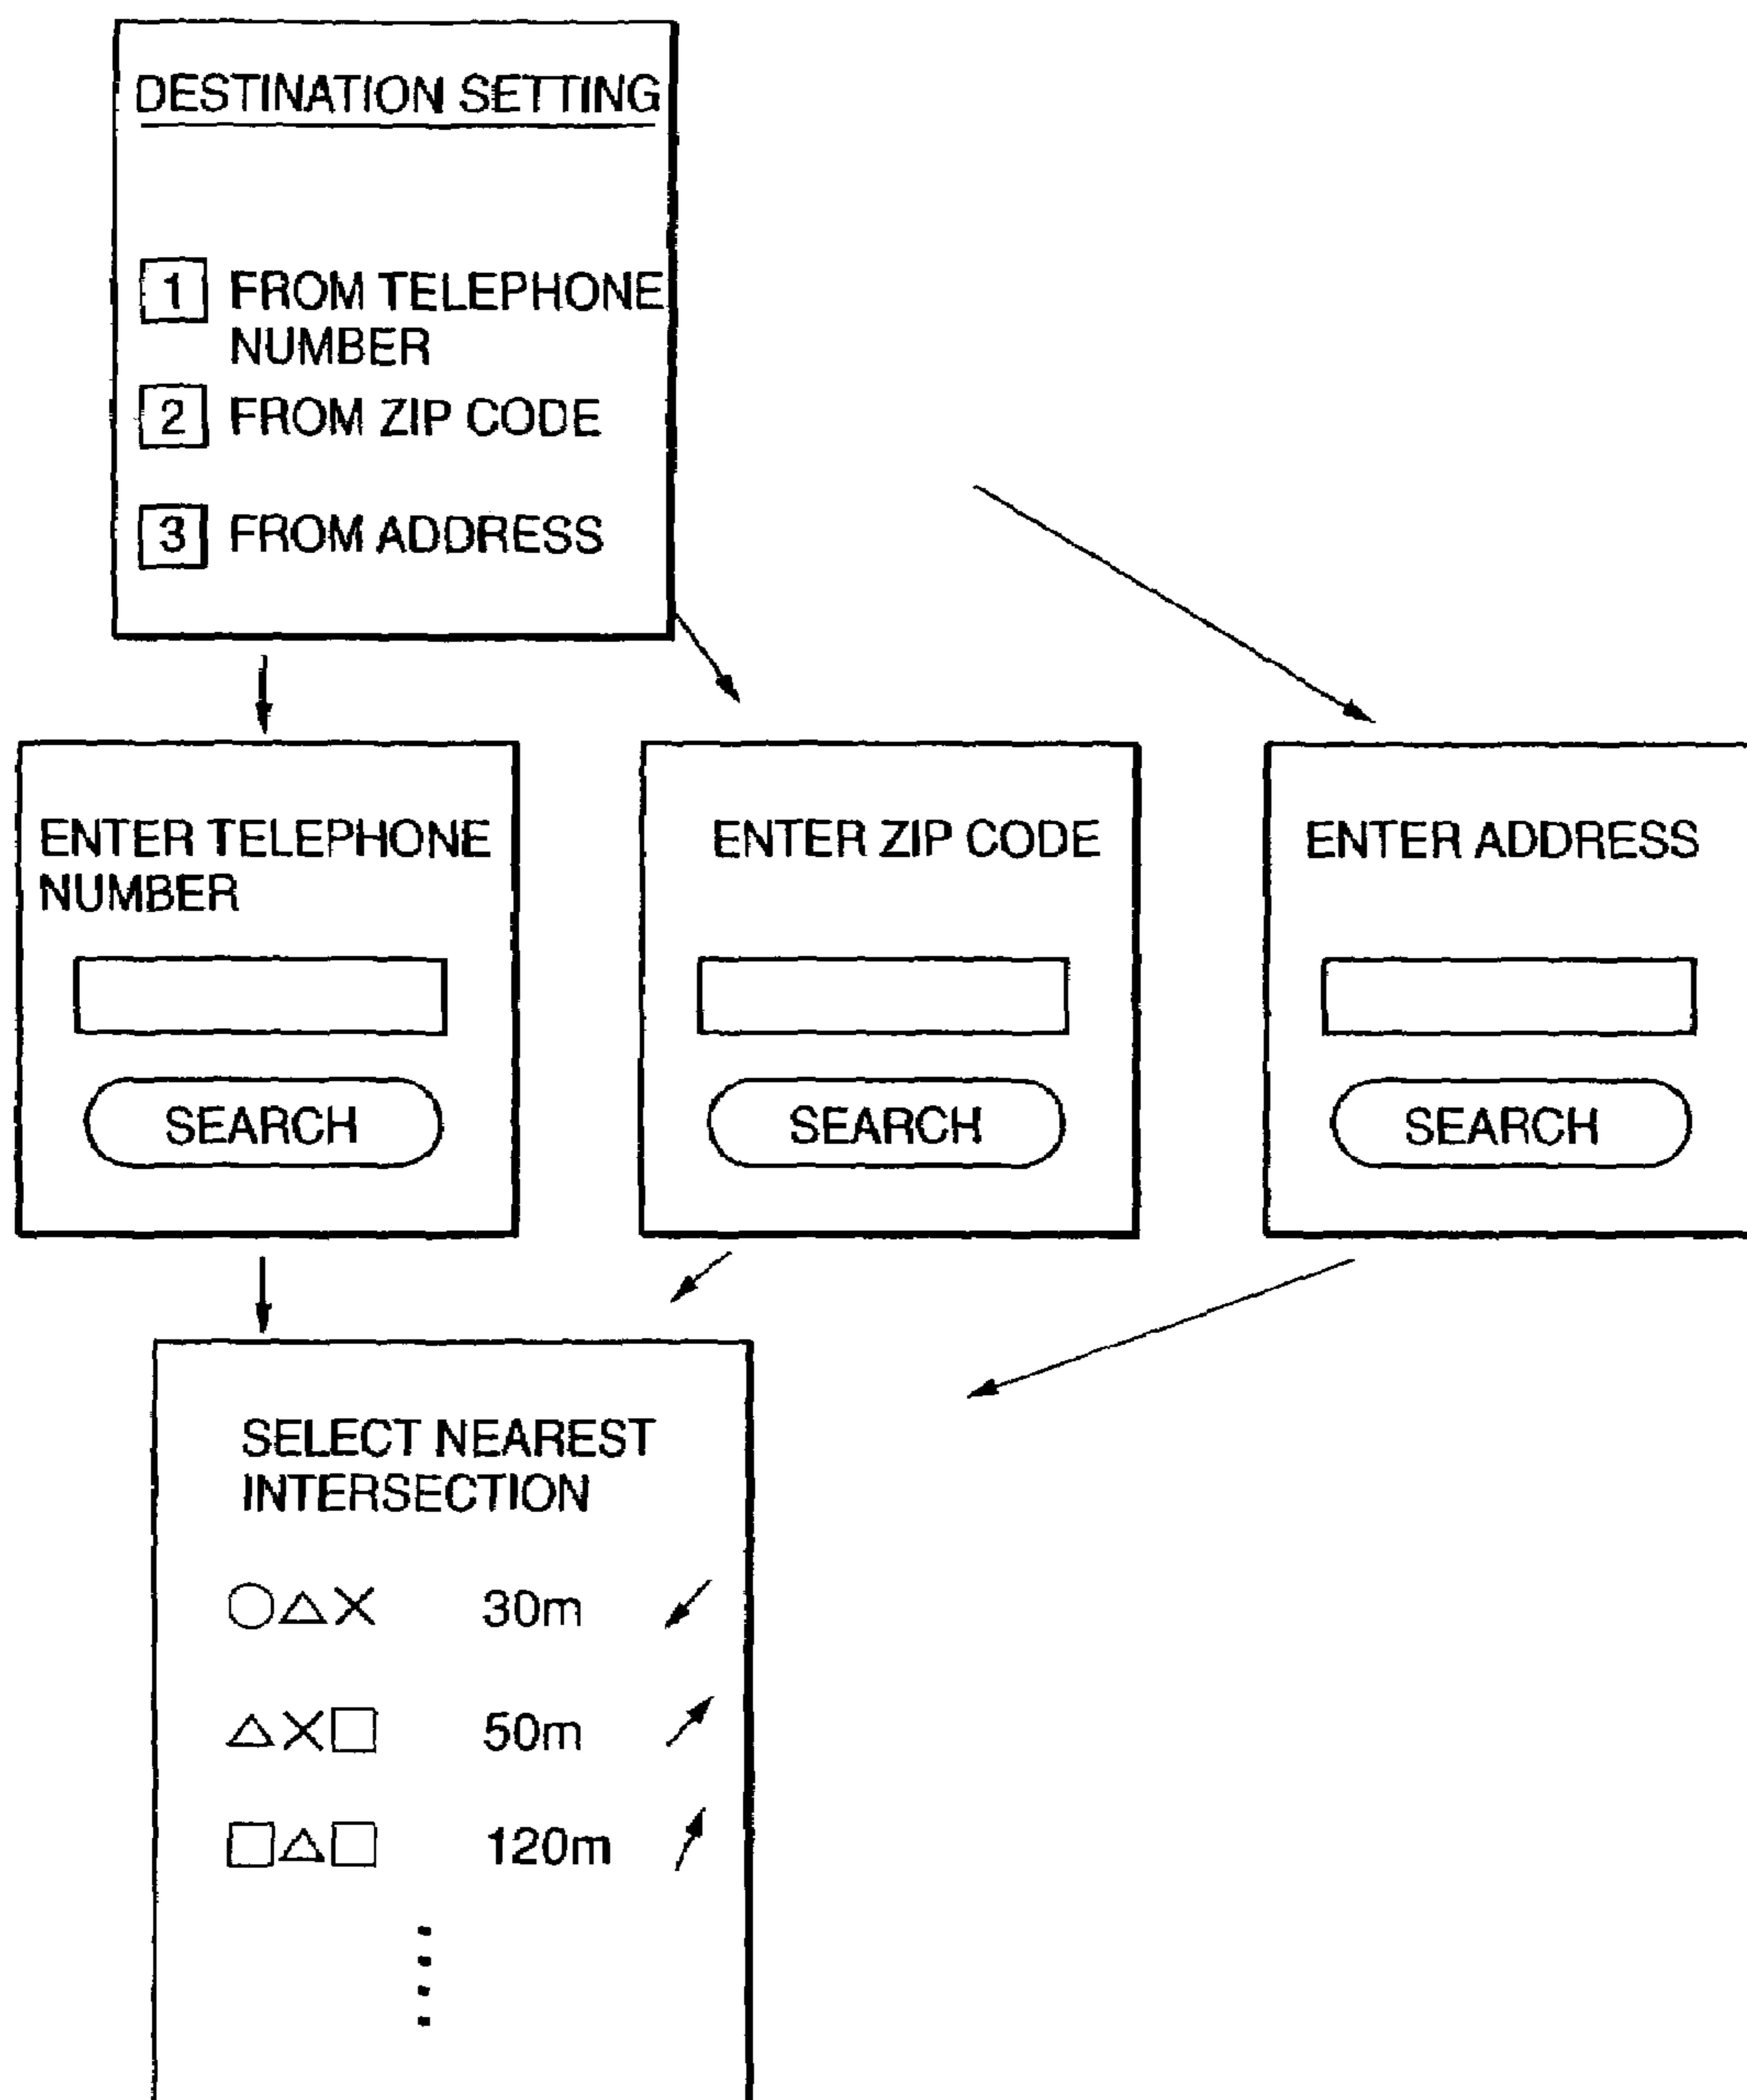 DESTINATION SETTING
1 FROM TELEPHONE
NUMBER
2 FROM ZIP CODE
3 FROM ADDRESS
ENTER TELEPHONE
NUMBER
SEARCH
ENTER ZIP CODE
SEARCH
ENTER ADDRESS
SEARCH
SELECT NEAREST
INTERSECTION
○△× 30m
△×□ 50m
□△□ 120m